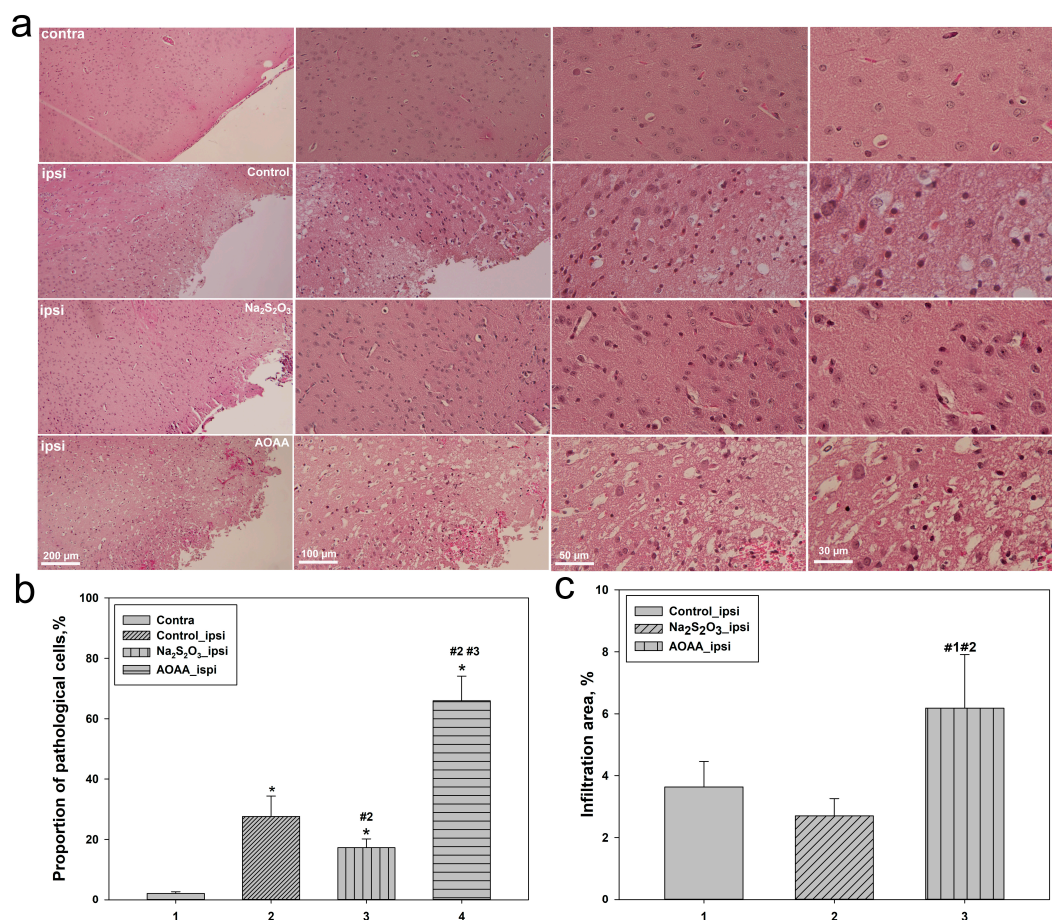 a
contra
ipsi
Control
ipsi
Na₂S₂O₃
ipsi
AOAA
200 µm
100 µm
50 µm
30 µm
b
Proportion of pathological cells,%
100
80
60
40
20
0
Contra
Control_ipsi
Na₂S₂O₃_ipsi
AOAA_ispi
*
#2
*
#2 #3
*
1
2
3
4
c
Infiltration area, %
10
8
6
4
2
0
Control_ipsi
Na₂S₂O₃_ipsi
AOAA_ipsi
#1#2
1
2
3